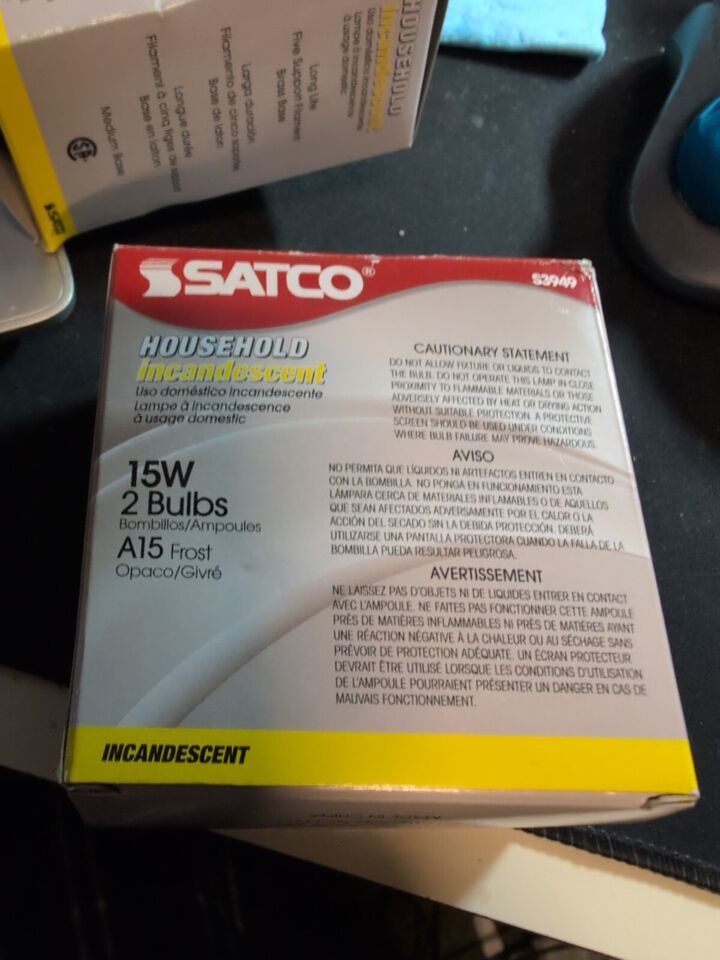 HOUSEHOLD
incandescent
Uso doméstico incandescente
Lampe à incandescence
à usage domestic
Long Life
Five Support Filament
Brass Base
Larga duración
Filamento de cinco soportes
Base de latón
Longue durée
Filament à cinq tiges de support
Base en laiton
Medium Base
SATCO®
S3949
HOUSEHOLD
incandescent
Uso doméstico incandescente
Lampe à incandescence
à usage domestic
15W
2 Bulbs
Bombillos/Ampoules
A15 Frost
Opaco/Givré
CAUTIONARY STATEMENT
DO NOT ALLOW FIXTURE OR LIQUIDS TO CONTACT
THE BULB. DO NOT OPERATE THIS LAMP IN CLOSE
PROXIMITY TO FLAMMABLE MATERIALS OR THOSE
ADVERSELY AFFECTED BY HEAT OR DRYING ACTION
WITHOUT SUITABLE PROTECTION. A PROTECTIVE
SCREEN SHOULD BE USED UNDER CONDITIONS
WHERE BULB FAILURE MAY PROVE HAZARDOUS.
AVISO
NO PERMITA QUE LÍQUIDOS NI ARTEFACTOS ENTREN EN CONTACTO
CON LA BOMBILLA. NO PONGA EN FUNCIONAMIENTO ESTA
LÁMPARA CERCA DE MATERIALES INFLAMABLES O DE AQUELLOS
QUE SEAN AFECTADOS ADVERSAMENTE POR EL CALOR O LA
ACCIÓN DEL SECADO SIN LA DEBIDA PROTECCIÓN. DEBERÁ
UTILIZARSE UNA PANTALLA PROTECTORA CUANDO LA FALLA DE LA
BOMBILLA PUEDA RESULTAR PELIGROSA.
AVERTISSEMENT
NE LAISSEZ PAS D'OBJETS NI DE LIQUIDES ENTRER EN CONTACT
AVEC L'AMPOULE. NE FAITES PAS FONCTIONNER CETTE AMPOULE
PRÈS DE MATIÈRES INFLAMMABLES NI PRÈS DE MATIÈRES AYANT
UNE RÉACTION NÉGATIVE À LA CHALEUR OU AU SÉCHAGE SANS
PRÉVOIR DE PROTECTION ADÉQUATE. UN ÉCRAN PROTECTEUR
DEVRAIT ÊTRE UTILISÉ LORSQUE LES CONDITIONS D'UTILISATION
DE L'AMPOULE POURRAIENT PRÉSENTER UN DANGER EN CAS DE
MAUVAIS FONCTIONNEMENT.
INCANDESCENT
MADE IN CHINA